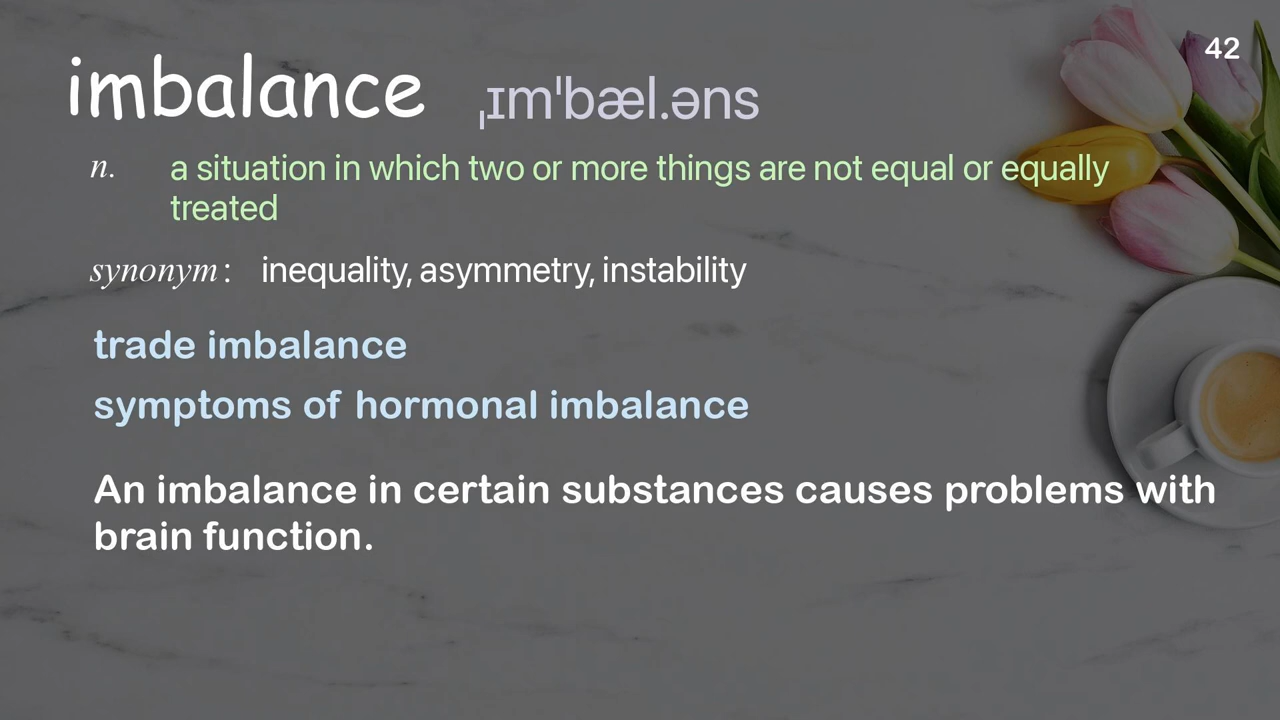 42
imbalance ˌɪmˈbæl.əns
n. a situation in which two or more things are not equal or equally
treated
synonym: inequality, asymmetry, instability
trade imbalance
symptoms of hormonal imbalance
An imbalance in certain substances causes problems with
brain function.